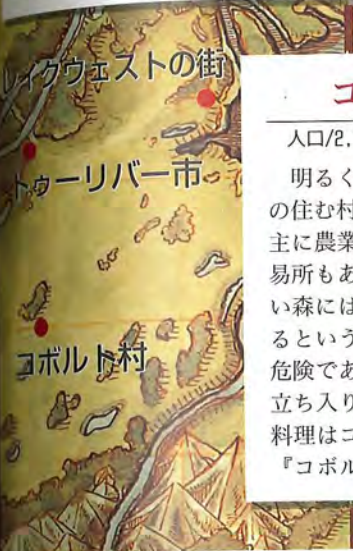 レイクウェストの街
トゥーリバー市
コボルト村
コ
人口/2,
明るく
の住む村
主に農業
易所もあ
い森には
るという
危険であ
立ち入り
料理はコ
『コボル